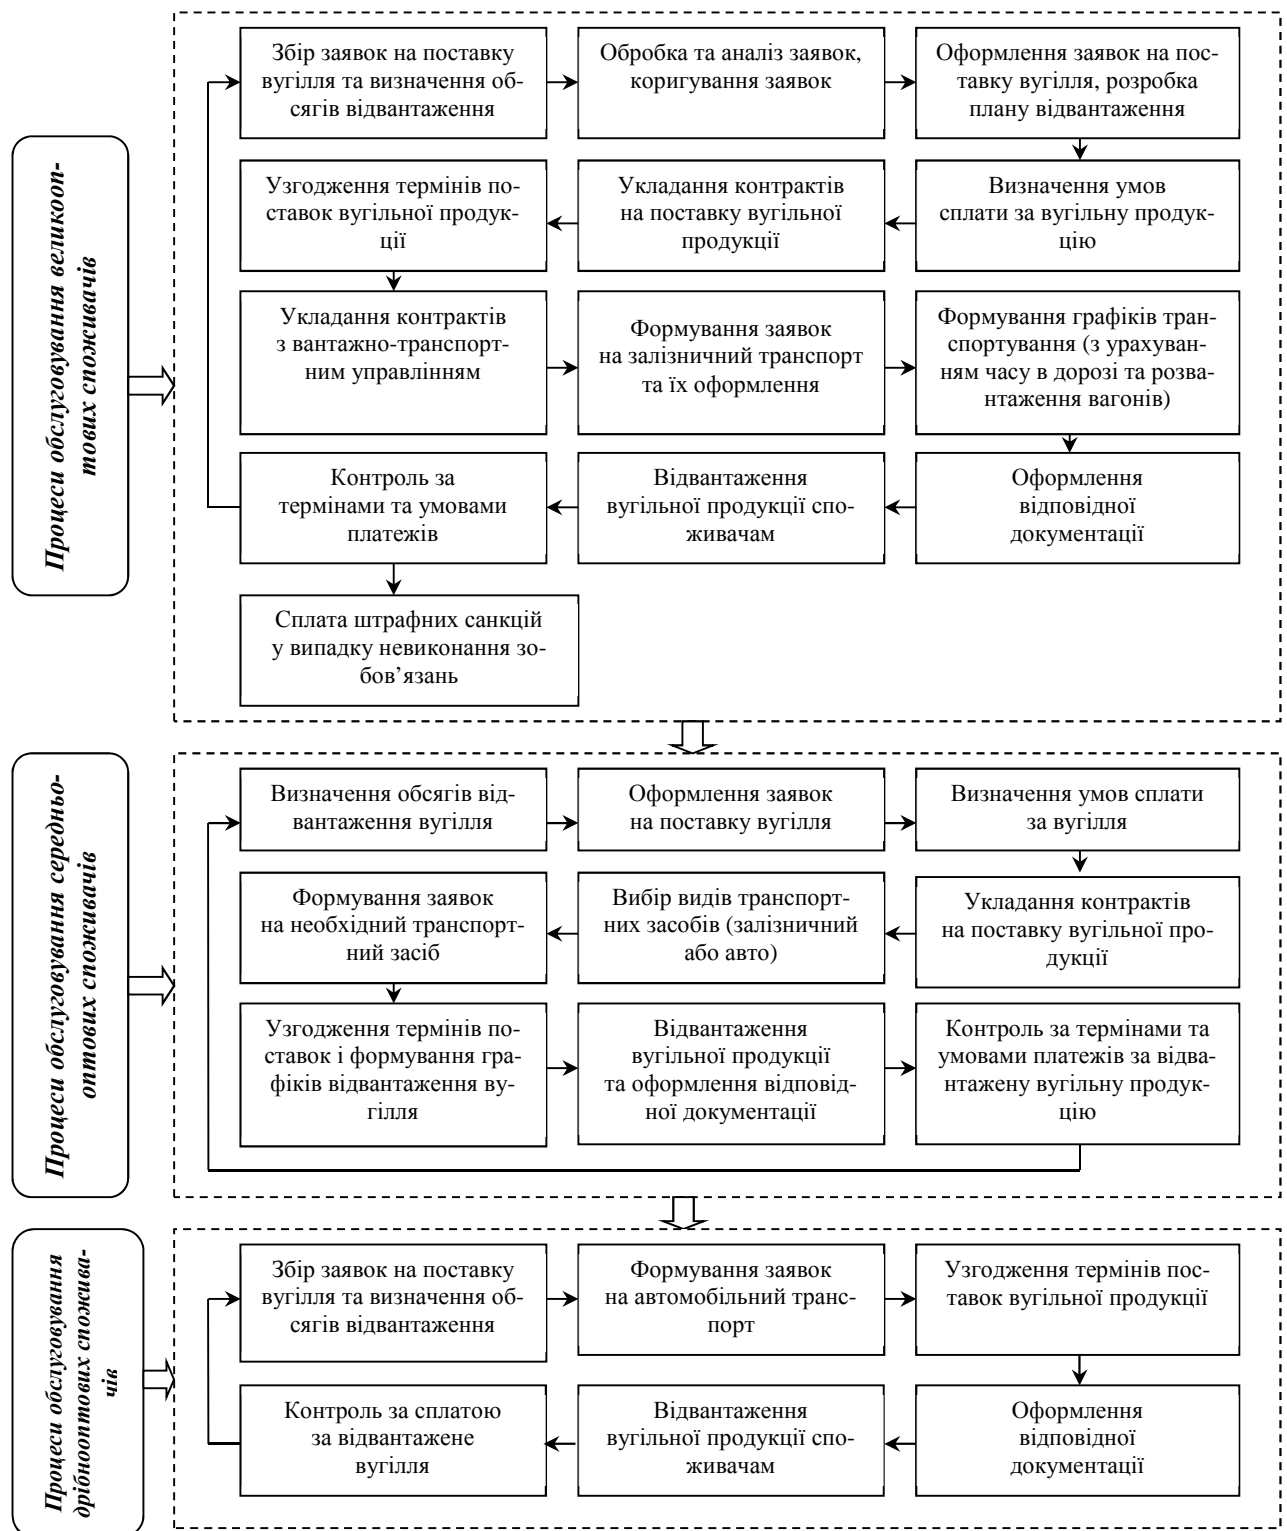 Процеси обслуговування великооп-
тових споживачів
Збір заявок на поставку
вугілля та визначення об-
сягів відвантаження
Обробка та аналіз заявок,
коригування заявок
Оформлення заявок на по-
ставку вугілля, розробка
плану відвантаження
Узгодження термінів по-
ставок вугільної продук-
ції
Укладання контрактів
на поставку вугільної
продукції
Визначення умов
сплати за вугільну продук-
цію
Укладання контрактів
з вантажно-транспорт-
ним управлінням
Формування заявок
на залізничний транспорт
та їх оформлення
Формування графіків тран-
спортування (з урахуван-
ням часу в дорозі та розва-
нтаження вагонів)
Контроль за
термінами та умовами
платежів
Відвантаження
вугільної продукції спо-
живачам
Оформлення
відповідної
документації
Сплата штрафних санкцій
у випадку невиконання зо-
бов’язань
Процеси обслуговування середньо-
оптових споживачів
Визначення обсягів від-
вантаження вугілля
Оформлення заявок
на поставку вугілля
Визначення умов сплати
за вугілля
Формування заявок
на необхідний транспорт-
ний засіб
Вибір видів транспорт-
них засобів (залізничний
або авто)
Укладання контрактів
на поставку вугільної про-
дукції
Узгодження термінів по-
ставок і формування гра-
фіків відвантаження ву-
гілля
Відвантаження
вугільної продукції
та оформлення відповід-
ної документації
Контроль за термінами та
умовами платежів за відва-
нтажену вугільну продук-
цію
Процеси обслуговування
дрібнооптових спожива-
чів
Збір заявок на поставку
вугілля та визначення об-
сягів відвантаження
Формування заявок
на автомобільний транс-
порт
Узгодження термінів пос-
тавок вугільної продукції
Контроль за сплатою
за відвантажене
вугілля
Відвантаження
вугільної продукції спо-
живачам
Оформлення
відповідної
документації